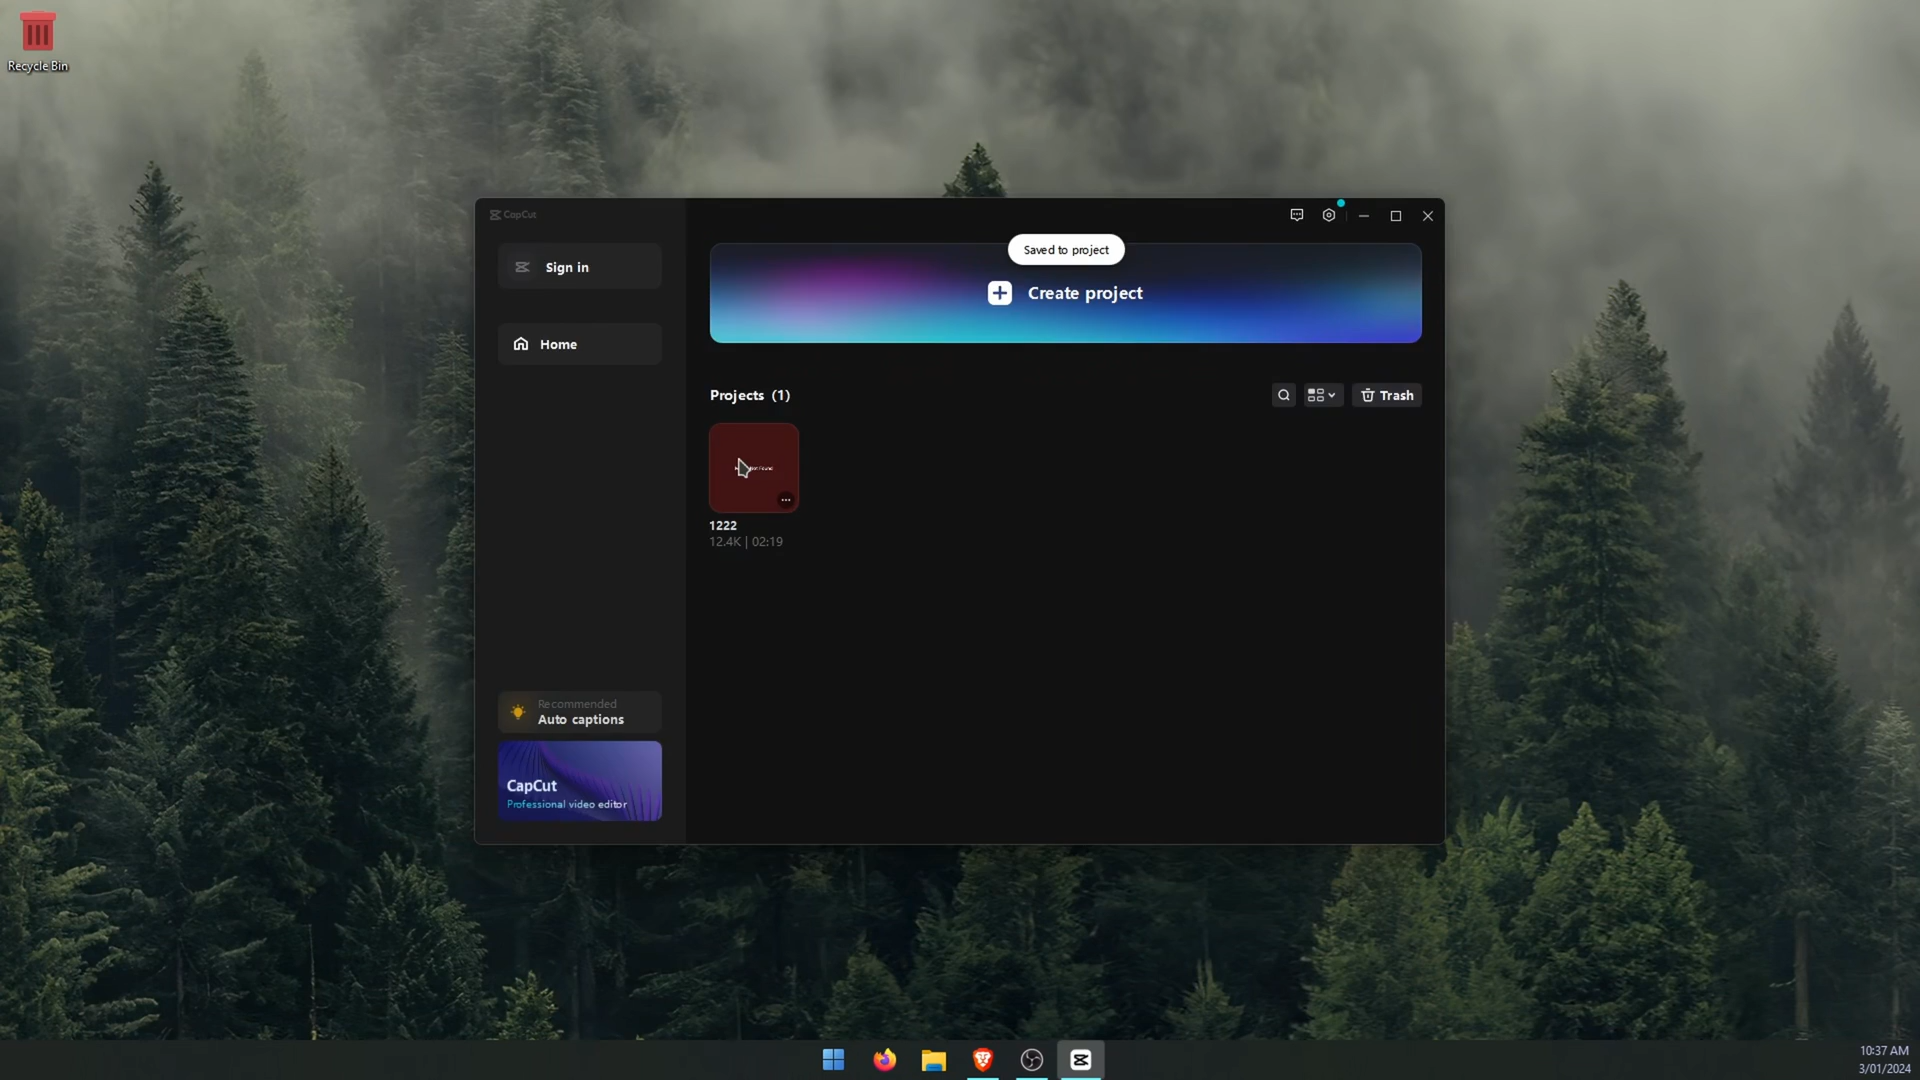 Recycle Bin
CapCut
Saved to project
Sign in
Create project
Home
Projects (1)
Trash
1222
12.4K | 02:19
Recommended
Auto captions
CapCut
Professional video editor
10:37 AM
3/01/2024